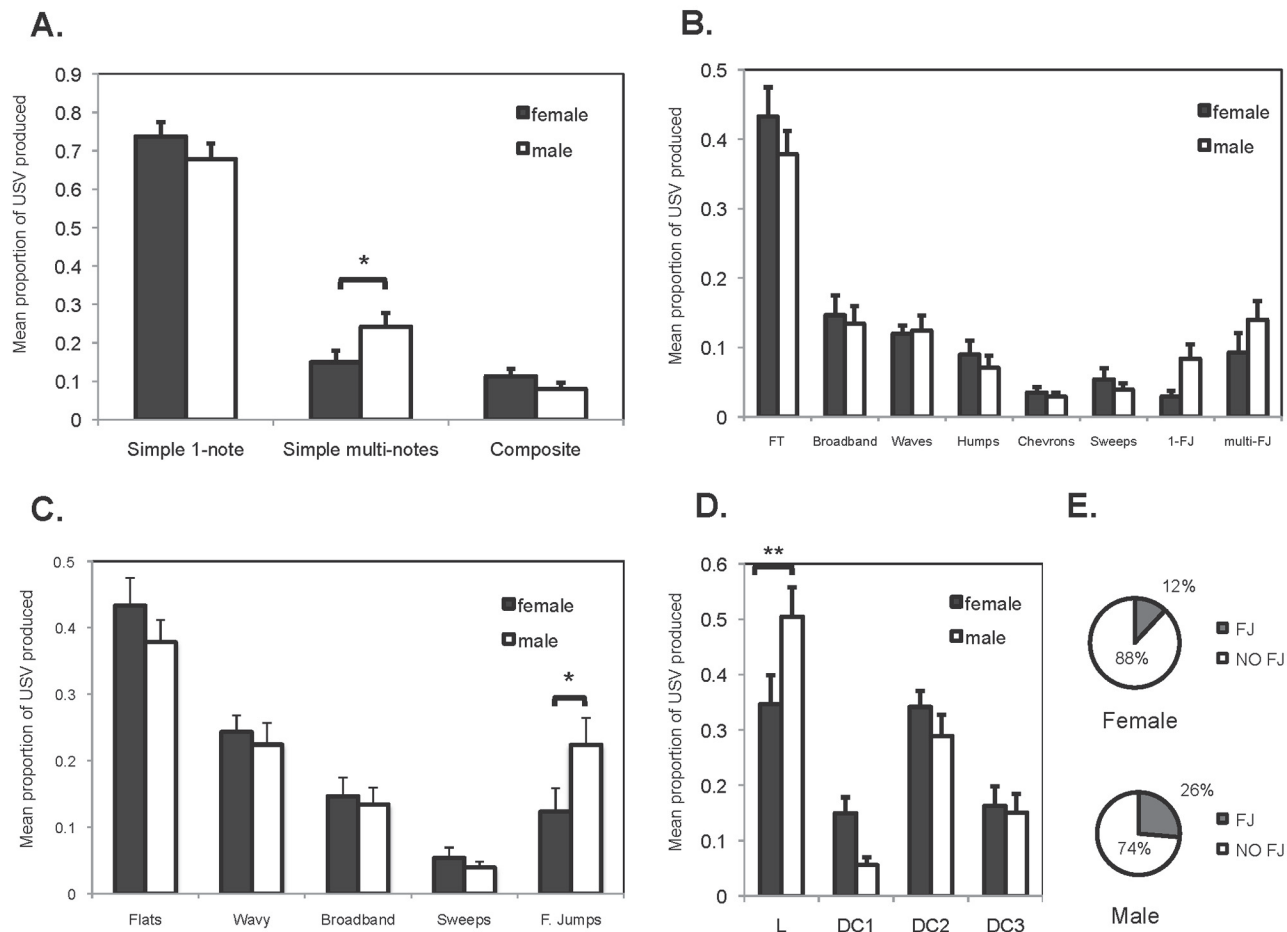 A.
Mean proportion of USV produced
0.9
0.8
0.7
0.6
0.5
0.4
0.3
0.2
0.1
0
female
male
*
Simple 1-note
Simple multi-notes
Composite
B.
Mean proportion of USV produced
0.5
0.4
0.3
0.2
0.1
0
female
male
FT
Broadband
Waves
Humps
Chevrons
Sweeps
1-FJ
multi-FJ
C.
Mean proportion of USV produced
0.5
0.4
0.3
0.2
0.1
0
female
male
*
Flats
Wavy
Broadband
Sweeps
F. Jumps
D.
Mean proportion of USV produced
0.6
0.5
0.4
0.3
0.2
0.1
0
**
female
male
L
DC1
DC2
DC3
E.
12%
88%
FJ
NO FJ
Female
26%
74%
FJ
NO FJ
Male